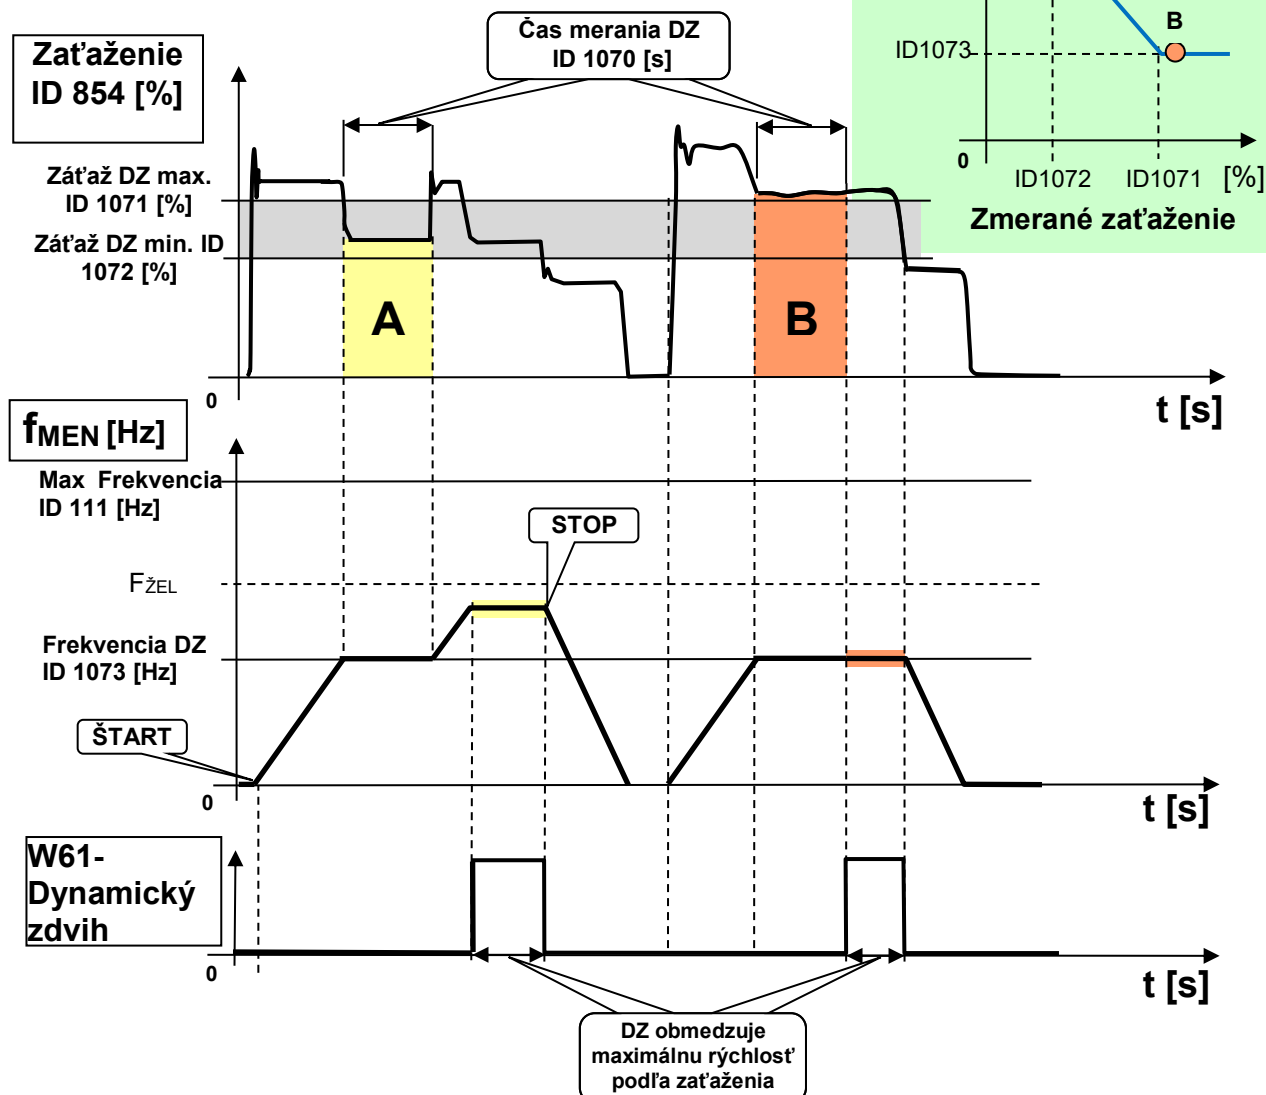 Zaťaženie
ID 854 [%]
Čas merania DZ
ID 1070 [s]
B
ID1073
0
ID1072
ID1071
[%]
Zmerané zaťaženie
Záťaž DZ max.
ID 1071 [%]
Záťaž DZ min. ID
1072 [%]
A
B
0
t [s]
fMEN [Hz]
Max Frekvencia
ID 111 [Hz]
STOP
FŽEL
Frekvencia DZ
ID 1073 [Hz]
ŠTART
0
t [s]
W61-
Dynamický
zdvih
0
t [s]
DZ obmedzuje
maximálnu rýchlosť
podľa zaťaženia